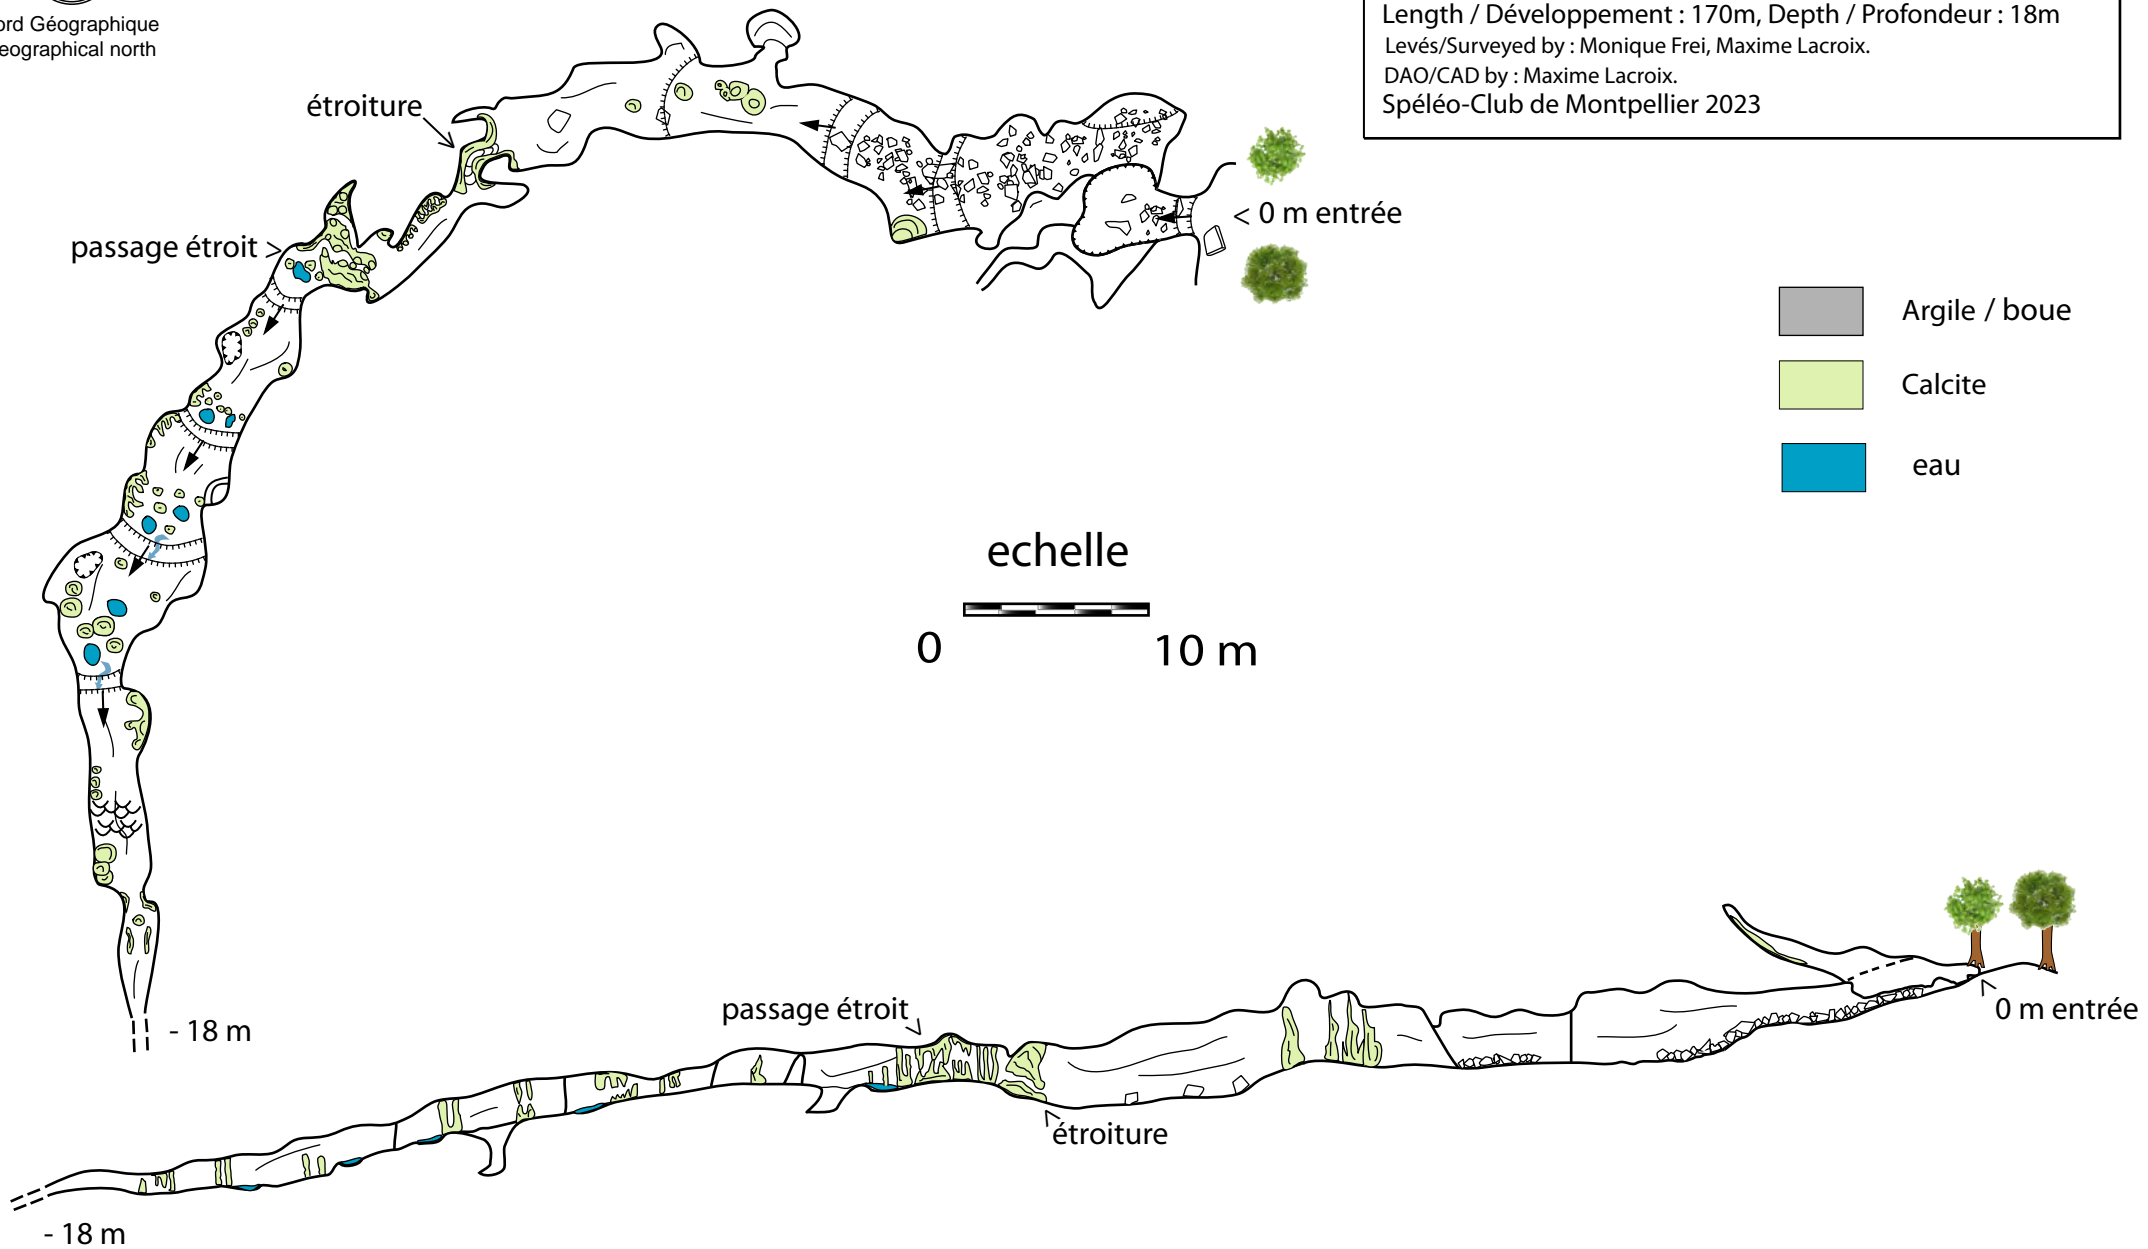 ord Géographique
eographical north
Length / Développement : 170m, Depth / Profondeur : 18m
Levés/Surveyed by : Monique Frei, Maxime Lacroix.
DAO/CAD by : Maxime Lacroix.
Spéléo-Club de Montpellier 2023
étroiture
passage étroit >
< 0 m entrée
Argile / boue
Calcite
eau
echelle
0
10 m
- 18 m
passage étroit
0 m entrée
étroiture
- 18 m